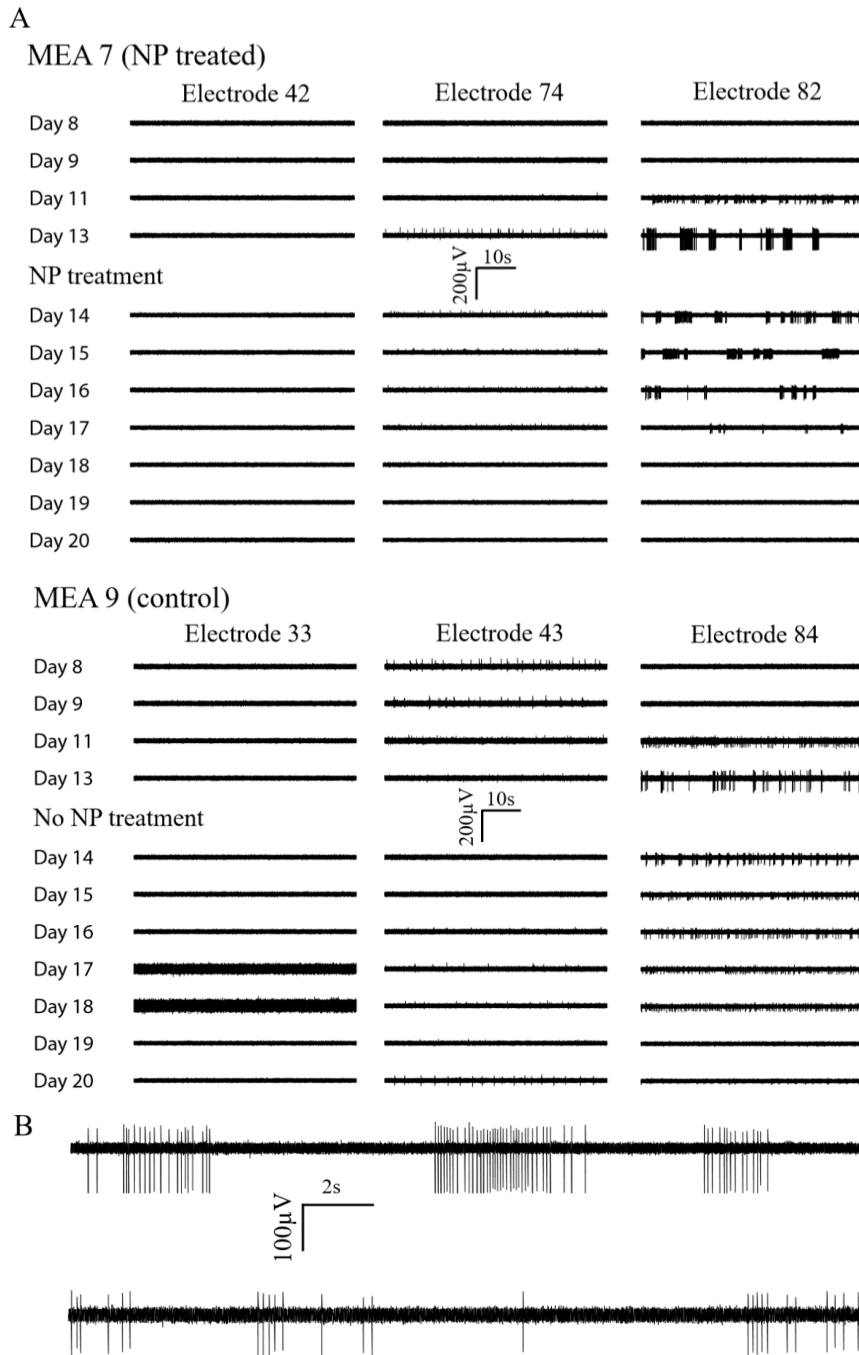 A
MEA 7 (NP treated)
Electrode 42 Electrode 74 Electrode 82
Day 8
Day 9
Day 11
Day 13
200µV 10s
NP treatment
Day 14
Day 15
Day 16
Day 17
Day 18
Day 19
Day 20
MEA 9 (control)
Electrode 33 Electrode 43 Electrode 84
Day 8
Day 9
Day 11
Day 13
200µV 10s
No NP treatment
Day 14
Day 15
Day 16
Day 17
Day 18
Day 19
Day 20
B
100µV 2s